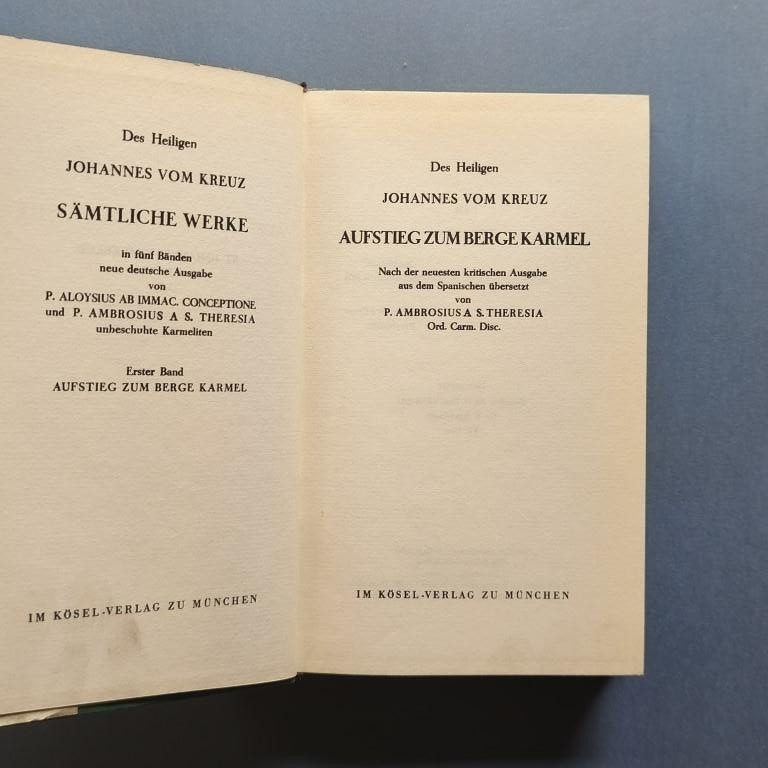 Des Heiligen
JOHANNES VOM KREUZ
SÄMTLICHE WERKE
in fünf Bänden
neue deutsche Ausgabe
von
P. ALOYSIUS AB IMMAC. CONCEPTIONE
und P. AMBROSIUS A S. THERESIA
unbeschuhte Karmeliten
Erster Band
AUFSTIEG ZUM BERGE KARMEL
IM KÖSEL-VERLAG ZU MÜNCHEN
Des Heiligen
JOHANNES VOM KREUZ
AUFSTIEG ZUM BERGE KARMEL
Nach der neuesten kritischen Ausgabe
aus dem Spanischen übersetzt
von
P. AMBROSIUS A S. THERESIA
Ord. Carm. Disc.
IM KÖSEL-VERLAG ZU MÜNCHEN